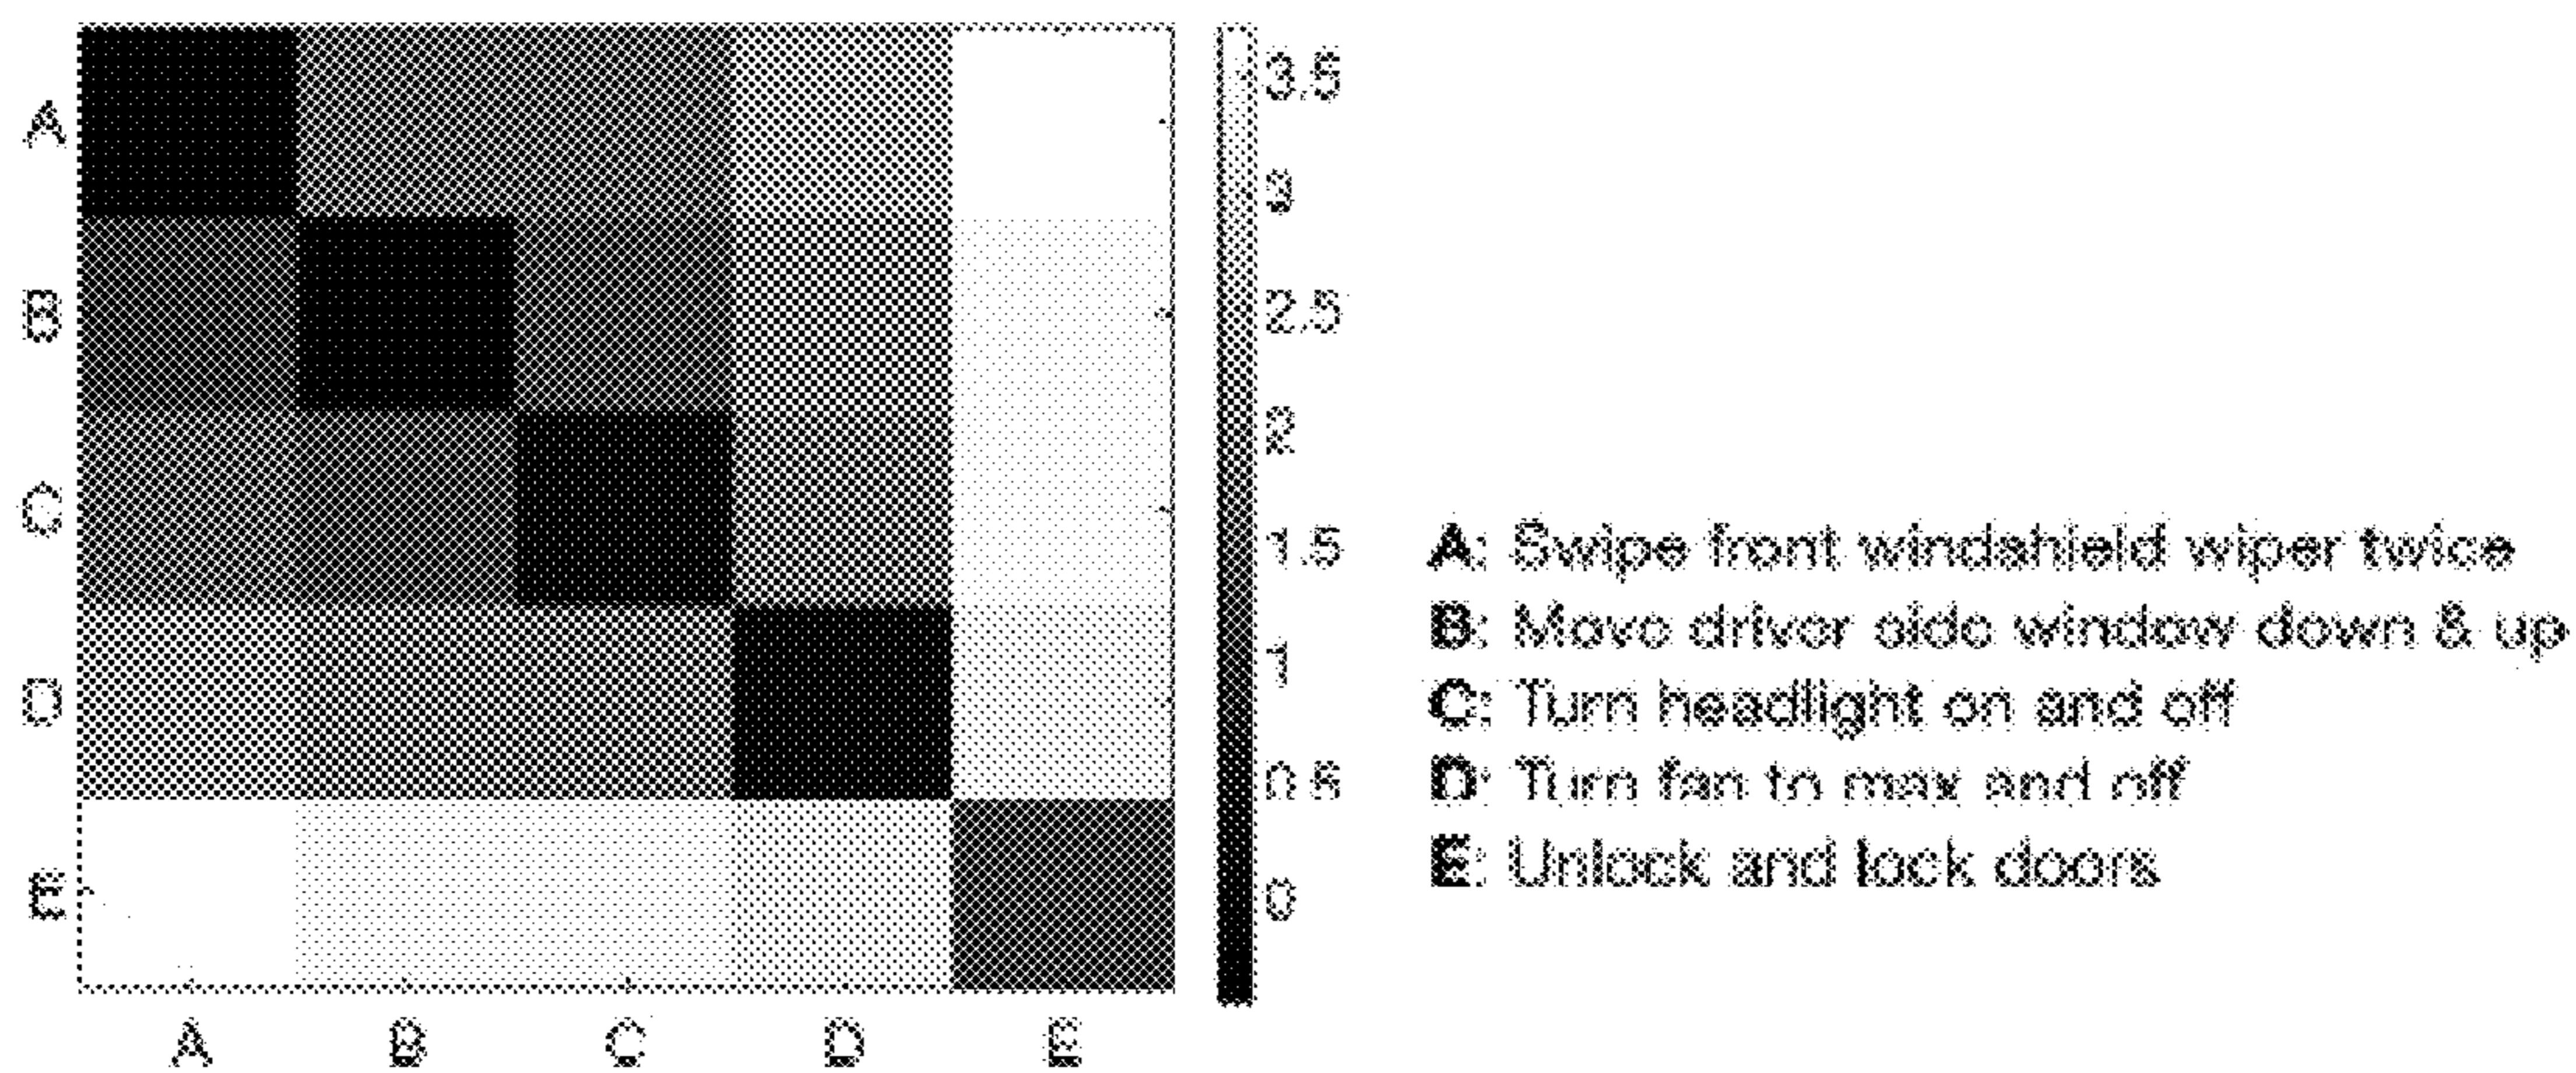 A
B
C
D
E
A B C D E
3.5
3
2.5
2
1.5
1
0.5
0
A: Swipe front windshield wiper twice
B: Move driver side window down & up
C: Turn headlight on and off
D: Turn fan to max and off
E: Unlock and lock doors